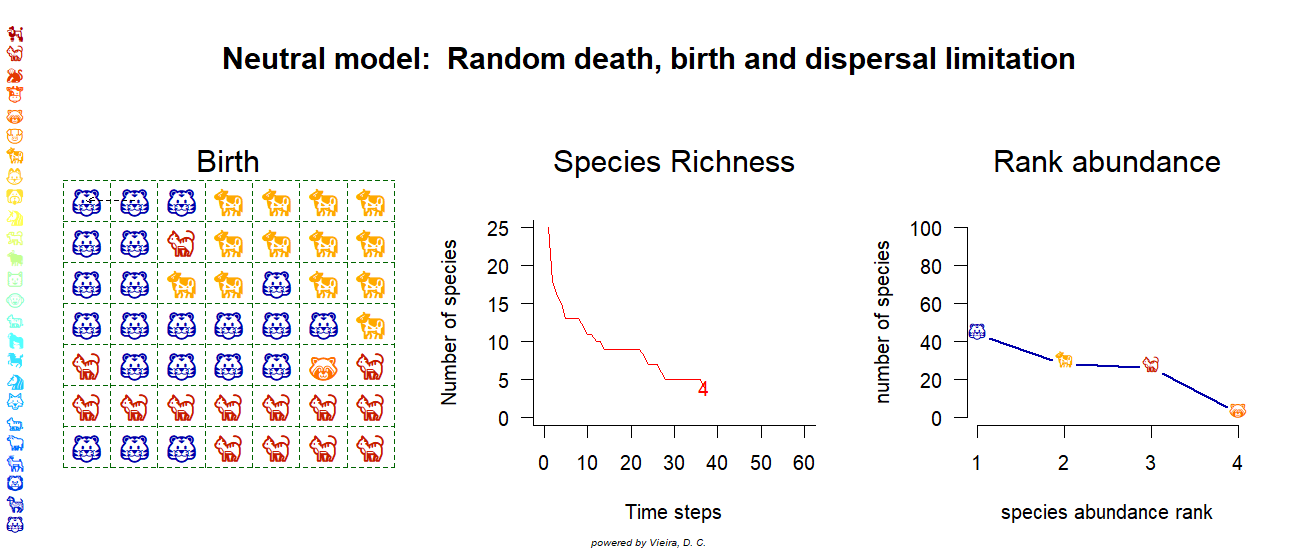 Neutral model:  Random death, birth and dispersal limitation
Birth
Species Richness
Number of species
25
20
15
10
5
0
4
0 10 20 30 40 50 60
Time steps
Rank abundance
number of species
100
80
60
40
20
0
1 2 3 4
species abundance rank
powered by Vieira, D. C.